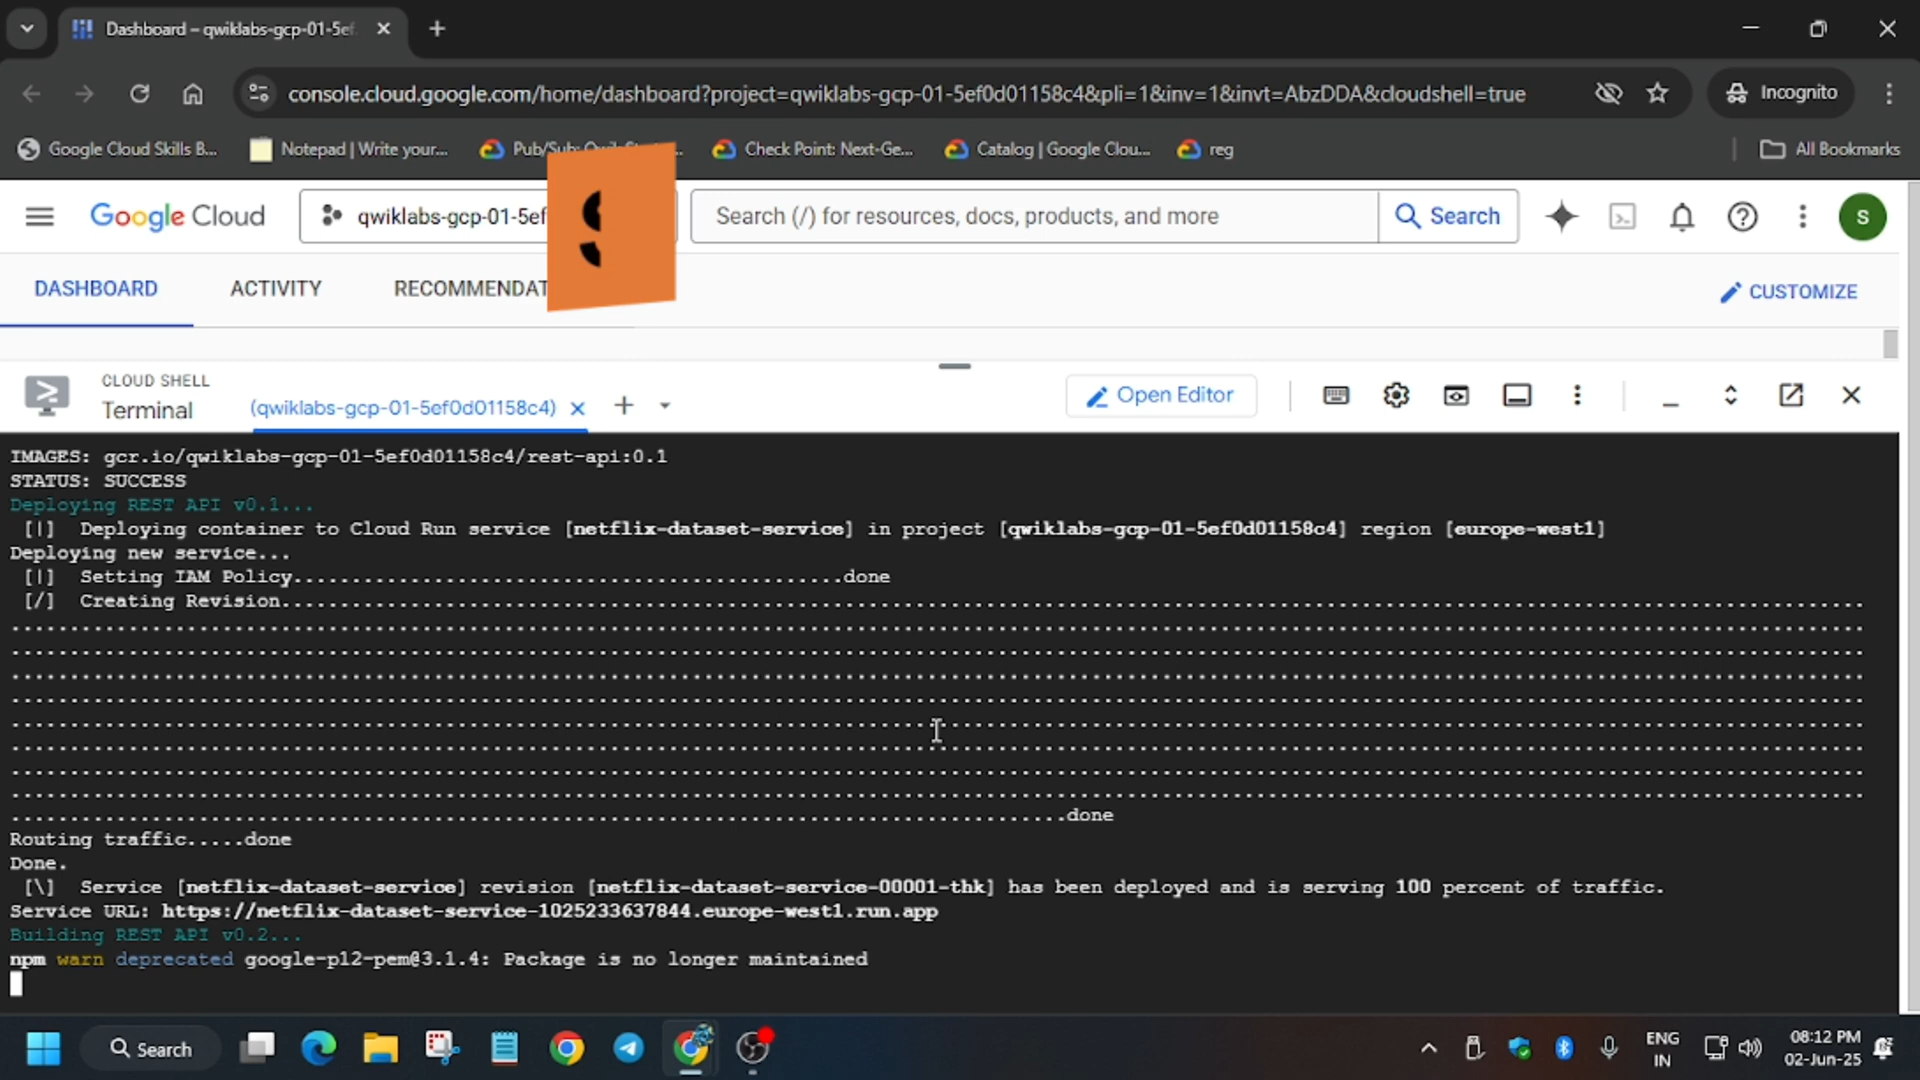 Dashboard – qwiklabs-gcp-01-5ef
console.cloud.google.com/home/dashboard?project=qwiklabs-gcp-01-5ef0d01158c4&pli=1&inv=1&invt=AbzDDA&cloudshell=true
Incognito
Google Cloud Skills B...
Notepad | Write your...
Pub/Sub:
Check Point: Next-Ge...
Catalog | Google Clou...
reg
All Bookmarks
Google Cloud
qwiklabs-gcp-01-5ef
Search (/) for resources, docs, products, and more
Search
S
DASHBOARD
ACTIVITY
RECOMMENDAT
CUSTOMIZE
CLOUD SHELL
Terminal
(qwiklabs-gcp-01-5ef0d01158c4)
Open Editor
IMAGES: gcr.io/qwiklabs-gcp-01-5ef0d01158c4/rest-api:0.1
STATUS: SUCCESS
Deploying REST API v0.1...
[|] Deploying container to Cloud Run service [netflix-dataset-service] in project [qwiklabs-gcp-01-5ef0d01158c4] region [europe-west1]
Deploying new service...
[|] Setting IAM Policy...............................................done
[/] Creating Revision...
...done
Routing traffic.....done
Done.
[\] Service [netflix-dataset-service] revision [netflix-dataset-service-00001-thk] has been deployed and is serving 100 percent of traffic.
Service URL: https://netflix-dataset-service-1025233637844.europe-west1.run.app
Building REST API v0.2...
npm warn deprecated google-p12-pem@3.1.4: Package is no longer maintained
Search
ENG
IN
08:12 PM
02-Jun-25